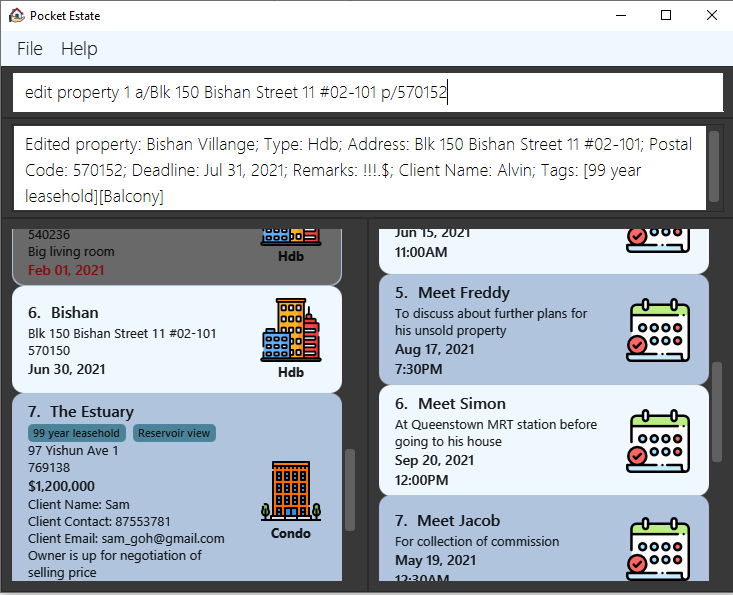 Pocket Estate
File Help
edit property 1 a/Blk 150 Bishan Street 11 #02-101 p/570152
Edited property: Bishan Villange; Type: Hdb; Address: Blk 150 Bishan Street 11 #02-101; Postal
Code: 570152; Deadline: Jul 31, 2021; Remarks: !!!.$; Client Name: Alvin; Tags: [99 year
leasehold][Balcony]
540236
Big living room
Feb 01, 2021
Hdb
6. Bishan
Blk 150 Bishan Street 11 #02-101
570150
Jun 30, 2021
Hdb
7. The Estuary
99 year leasehold Reservoir view
97 Yishun Ave 1
769138
$1,200,000
Client Name: Sam
Client Contact: 87553781
Client Email: sam_goh@gmail.com
Owner is up for negotiation of
selling price
Condo
Jun 15, 2021
11:00AM
5. Meet Freddy
To discuss about further plans for
his unsold property
Aug 17, 2021
7:30PM
6. Meet Simon
At Queenstown MRT station before
going to his house
Sep 20, 2021
12:00PM
7. Meet Jacob
For collection of commission
May 19, 2021
12:30AM